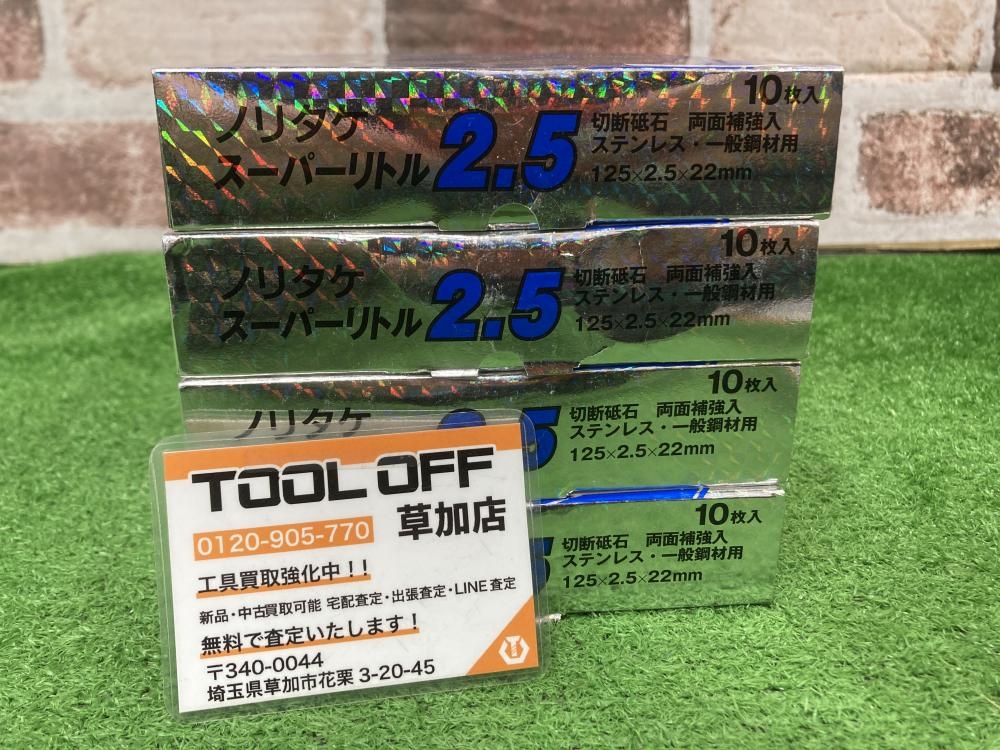 10枚入
ノリタケ
スーパーリトル 2.5
切断砥石 両面補強入
ステンレス・一般鋼材用
125×2.5×22mm
10枚入
ノリタケ
スーパーリトル 2.5
切断砥石 両面補強入
ステンレス・一般鋼材用
125×2.5×22mm
10枚入
ノリタケ
2.5
切断砥石 両面補強入
ステンレス・一般鋼材用
125×2.5×22mm
10枚入
5
切断砥石 両面補強入
ステンレス・一般鋼材用
125×2.5×22mm
TOOL OFF
草加店
0120-905-770
工具買取強化中！！
新品・中古買取可能 宅配査定・出張査定・LINE査定
無料で査定いたします！
〒340-0044
埼玉県草加市花栗 3-20-45